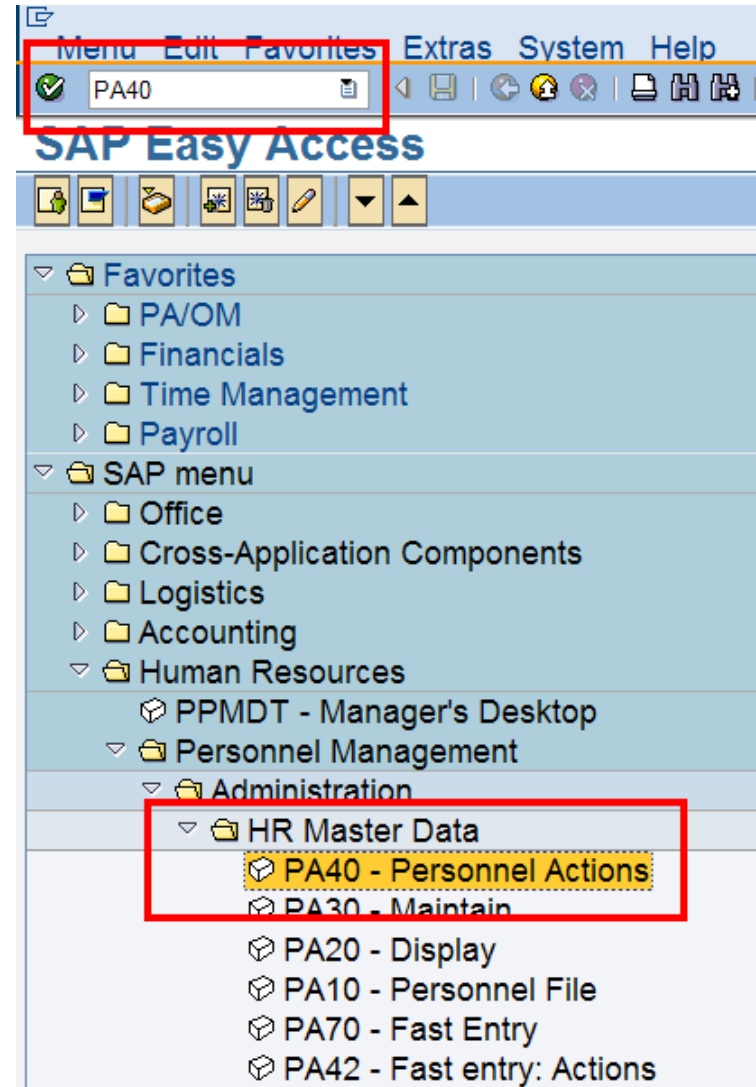 Menu Edit Favorites Extras System Help
PA40
SAP Easy Access
Favorites
PA/OM
Financials
Time Management
Payroll
SAP menu
Office
Cross-Application Components
Logistics
Accounting
Human Resources
PPMDT - Manager's Desktop
Personnel Management
Administration
HR Master Data
PA40 - Personnel Actions
PA30 - Maintain
PA20 - Display
PA10 - Personnel File
PA70 - Fast Entry
PA42 - Fast entry: Actions